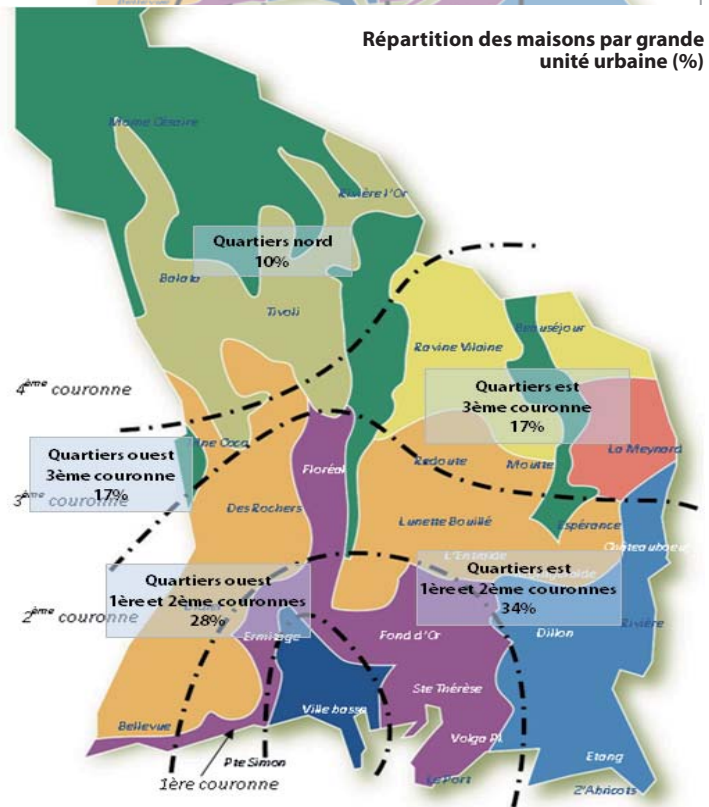 Répartition des maisons par grande
unité urbaine (%)
Rivière l'Or
Quartiers nord
10%
Balata
Tivoli
Beauséjour
Ravine Vilaine
4ème couronne
Quartiers est
3ème couronne
17%
La Meynard
Quartiers ouest
3ème couronne
17%
Floréal
Redoute
Moutte
3ème couronne
Des Rochers
Lunette Bouillé
Espérance
Quartiers ouest
1ère et 2ème couronnes
28%
Quartiers est
1ère et 2ème couronnes
34%
2ème couronne
Ermitage
Fond d'Or
Dillon
Rivière
Ste Thérèse
Ville basse
Bellevue
Volga Pl
Pte Simon
Etang
1ère couronne
Le Port
Z'Abricots